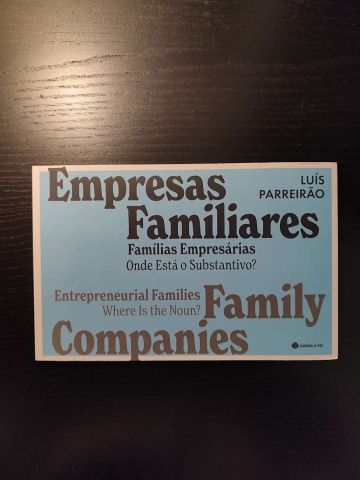 Empresas
LUÍS
PARREIRÃO
Familiares
Famílias Empresárias
Onde Está o Substantivo?
Entrepreneurial Families
Where Is the Noun?
Family
Companies